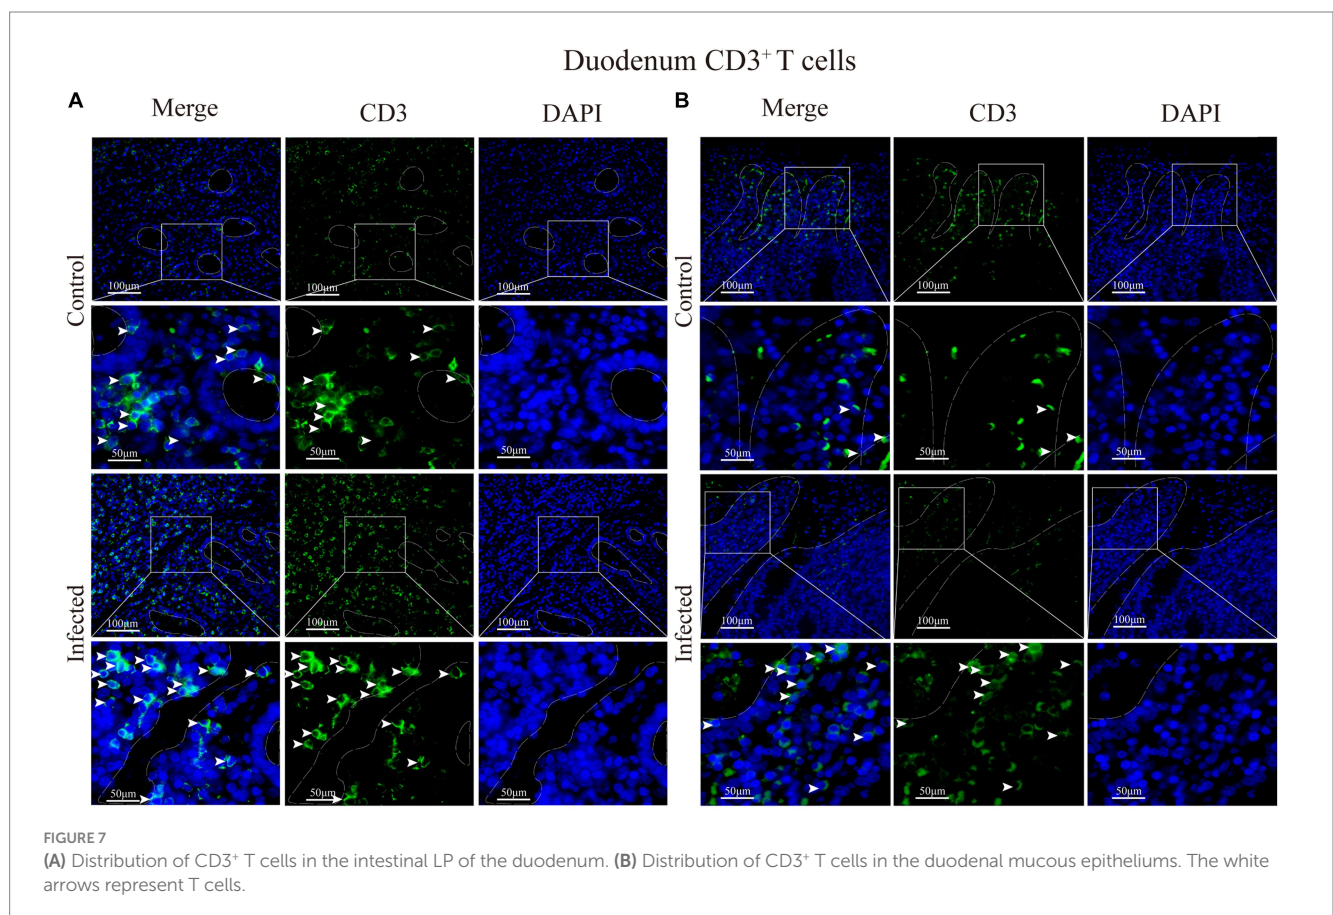 Duodenum CD3⁺ T cells
A
Merge CD3 DAPI
B
Merge CD3 DAPI
Control
100μm 100μm 100μm
50μm 50μm 50μm
Infected
100μm 100μm 100μm
50μm 50μm 50μm
Control
100μm 100μm 100μm
50μm 50μm 50μm
Infected
100μm 100μm 100μm
50μm 50μm 50μm
FIGURE 7
(A) Distribution of CD3⁺ T cells in the intestinal LP of the duodenum. (B) Distribution of CD3⁺ T cells in the duodenal mucous epitheliums. The white
arrows represent T cells.